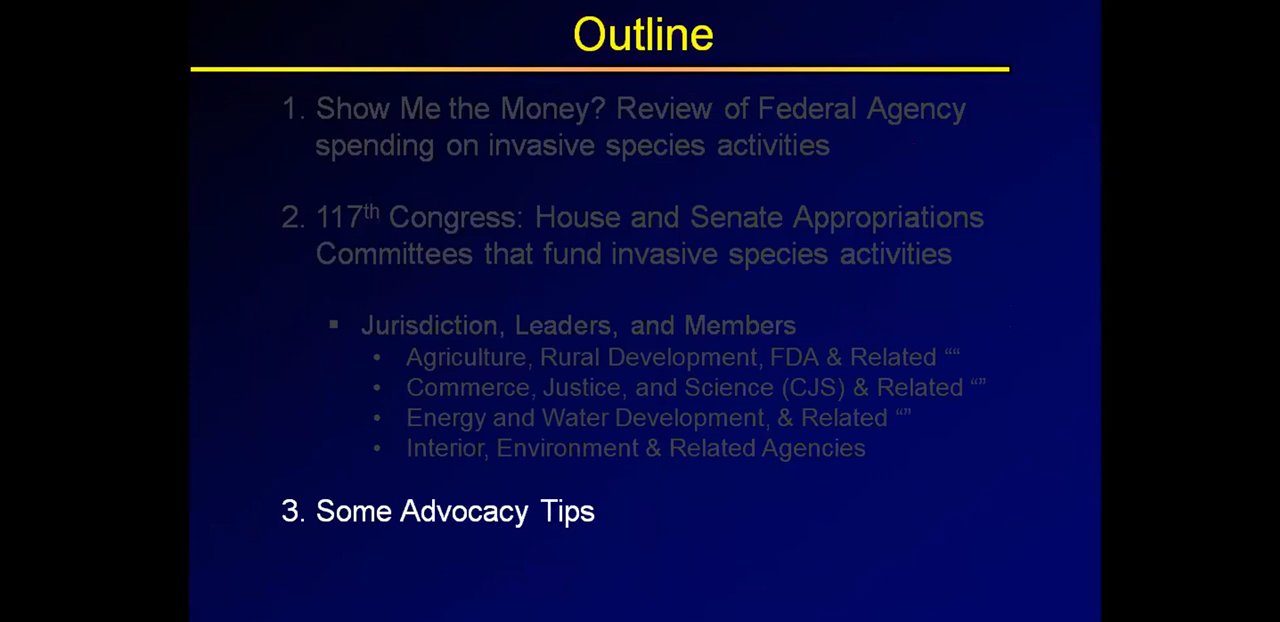 Outline
1. Show Me the Money? Review of Federal Agency
spending on invasive species activities
2. 117th Congress: House and Senate Appropriations
Committees that fund invasive species activities
▪ Jurisdiction, Leaders, and Members
• Agriculture, Rural Development, FDA & Related ““
• Commerce, Justice, and Science (CJS) & Related “”
• Energy and Water Development, & Related “”
• Interior, Environment & Related Agencies
3. Some Advocacy Tips